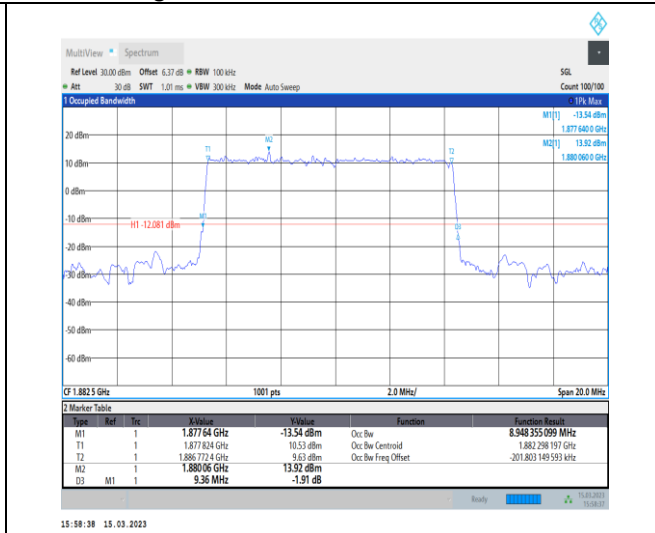 MultiView Spectrum
Ref Level 30.00 dBm Offset 6.37 dB RBW 100 kHz SGL
Att 30 dB SWT 1.01 ms VBW 300 kHz Mode Auto Sweep Count 100/100
1 Occupied Bandwidth 1Pk Max
M1[1] -13.54 dBm
1.877 640 0 GHz
M2[1] 13.92 dBm
1.880 060 0 GHz
20 dBm
M2
T1
T2
10 dBm
0 dBm
-10 dBm
M1
H1 -12.081 dBm
D3
-20 dBm
-30 dBm
-40 dBm
-50 dBm
-60 dBm
CF 1.882 5 GHz 1001 pts 2.0 MHz/ Span 20.0 MHz
2 Marker Table
Type Ref Trc X-Value Y-Value Function Function Result
M1 1 1.877 64 GHz -13.54 dBm Occ Bw 8.948 355 099 MHz
T1 1 1.877 824 GHz 10.53 dBm Occ Bw Centroid 1.882 298 197 GHz
T2 1 1.886 772 4 GHz 9.63 dBm Occ Bw Freq Offset -201.803 149 593 kHz
M2 1 1.880 06 GHz 13.92 dBm
D3 M1 1 9.36 MHz -1.91 dB
Ready 15.03.2023
15:58:37
15:58:38 15.03.2023